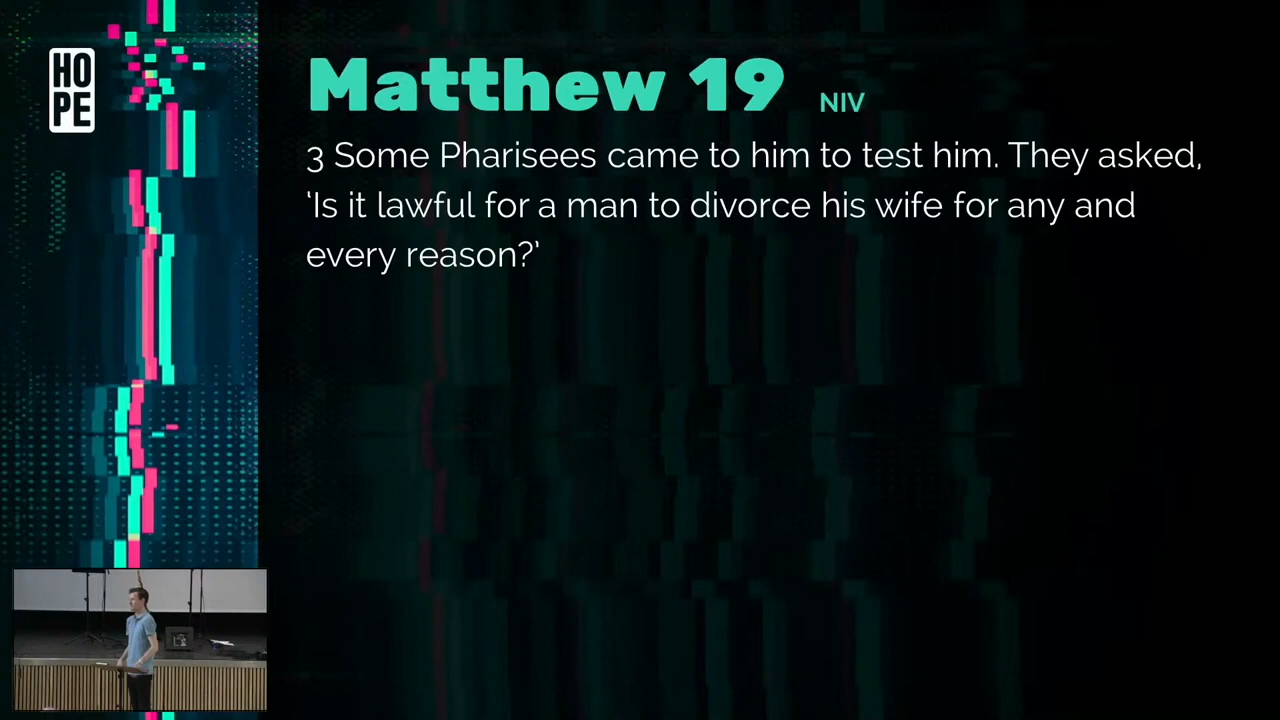 HO
PE
Matthew 19 NIV
3 Some Pharisees came to him to test him. They asked,
‘Is it lawful for a man to divorce his wife for any and
every reason?’